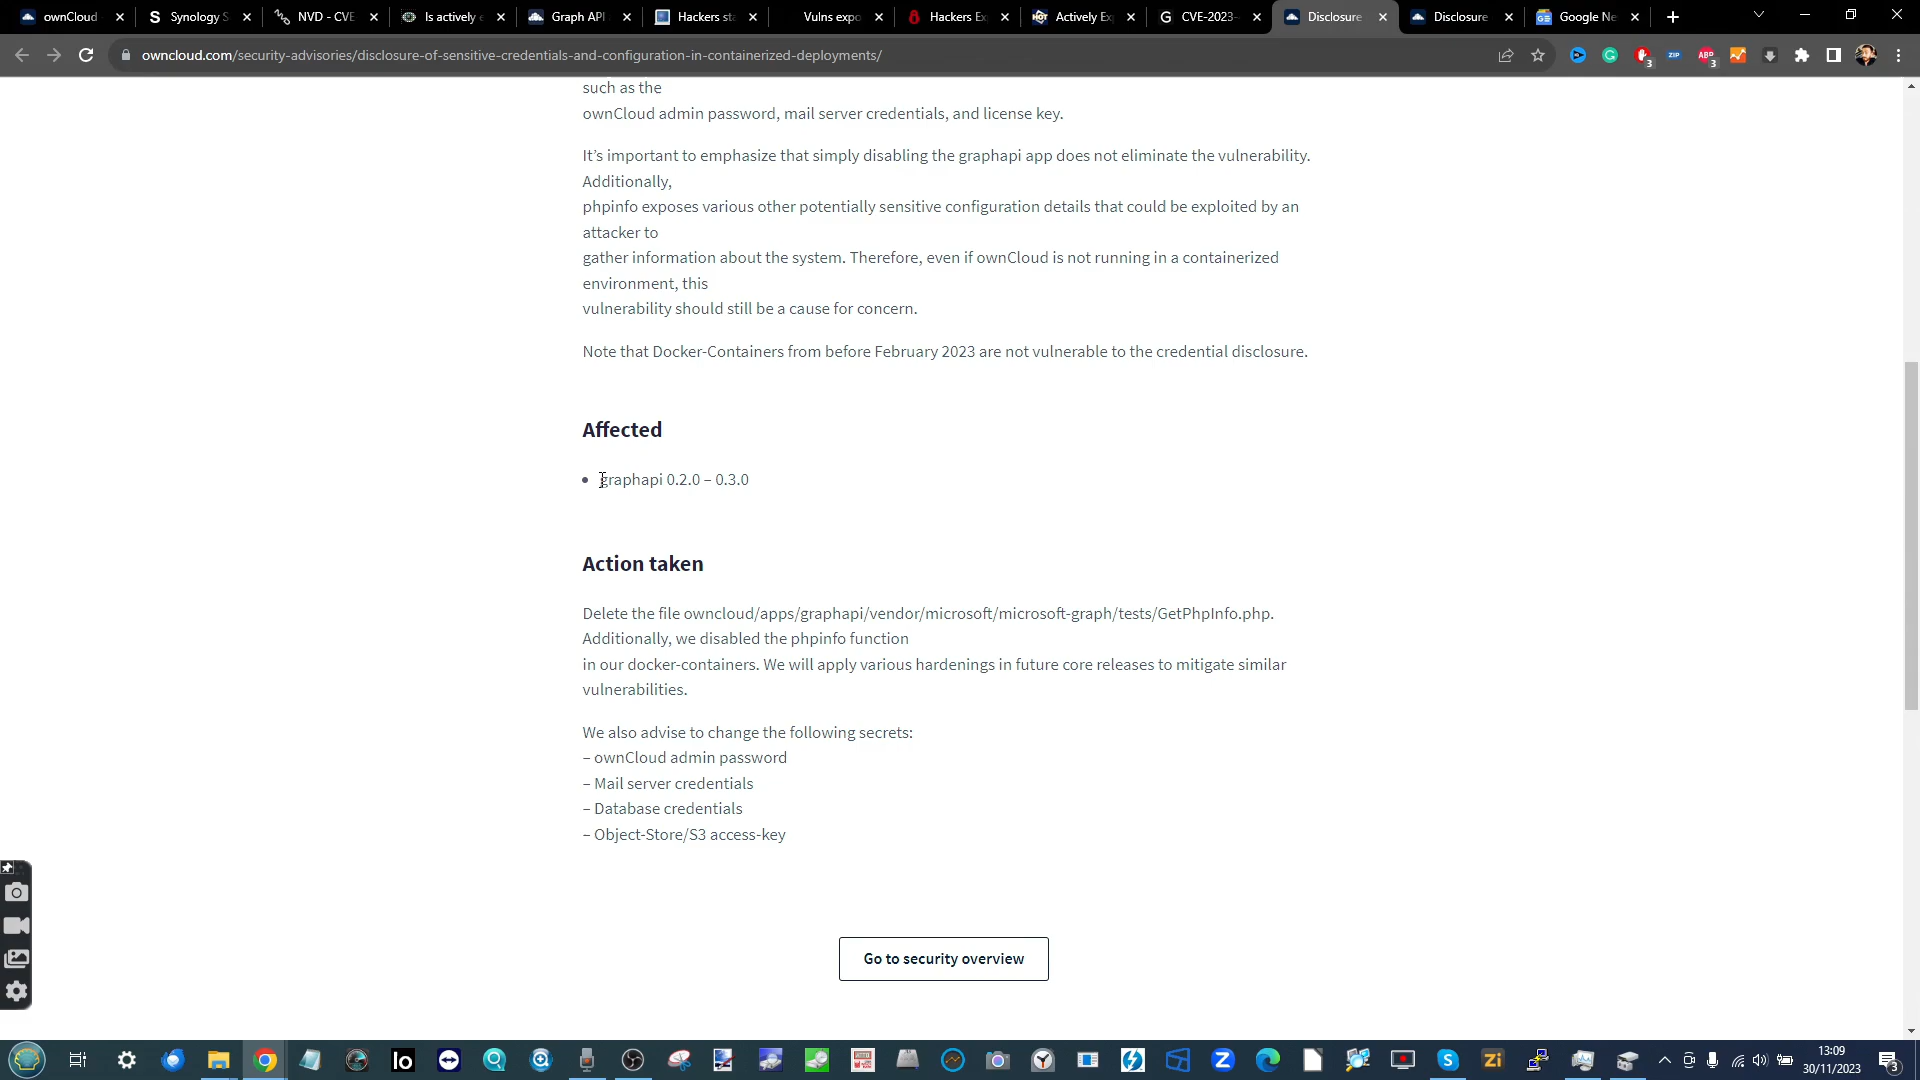 ownCloud
Synology S
NVD - CVE
Is actively e
Graph API
Hackers sta
Vulns expo
Hackers Ex
Actively Ex
CVE-2023-
Disclosure
Disclosure
Google Ne
owncloud.com/security-advisories/disclosure-of-sensitive-credentials-and-configuration-in-containerized-deployments/
such as the
ownCloud admin password, mail server credentials, and license key.
It’s important to emphasize that simply disabling the graphapi app does not eliminate the vulnerability.
Additionally,
phpinfo exposes various other potentially sensitive configuration details that could be exploited by an
attacker to
gather information about the system. Therefore, even if ownCloud is not running in a containerized
environment, this
vulnerability should still be a cause for concern.
Note that Docker-Containers from before February 2023 are not vulnerable to the credential disclosure.
Affected
• graphapi 0.2.0 – 0.3.0
Action taken
Delete the file owncloud/apps/graphapi/vendor/microsoft/microsoft-graph/tests/GetPhpInfo.php.
Additionally, we disabled the phpinfo function
in our docker-containers. We will apply various hardenings in future core releases to mitigate similar
vulnerabilities.
We also advise to change the following secrets:
– ownCloud admin password
– Mail server credentials
– Database credentials
– Object-Store/S3 access-key
Go to security overview
13:09
30/11/2023